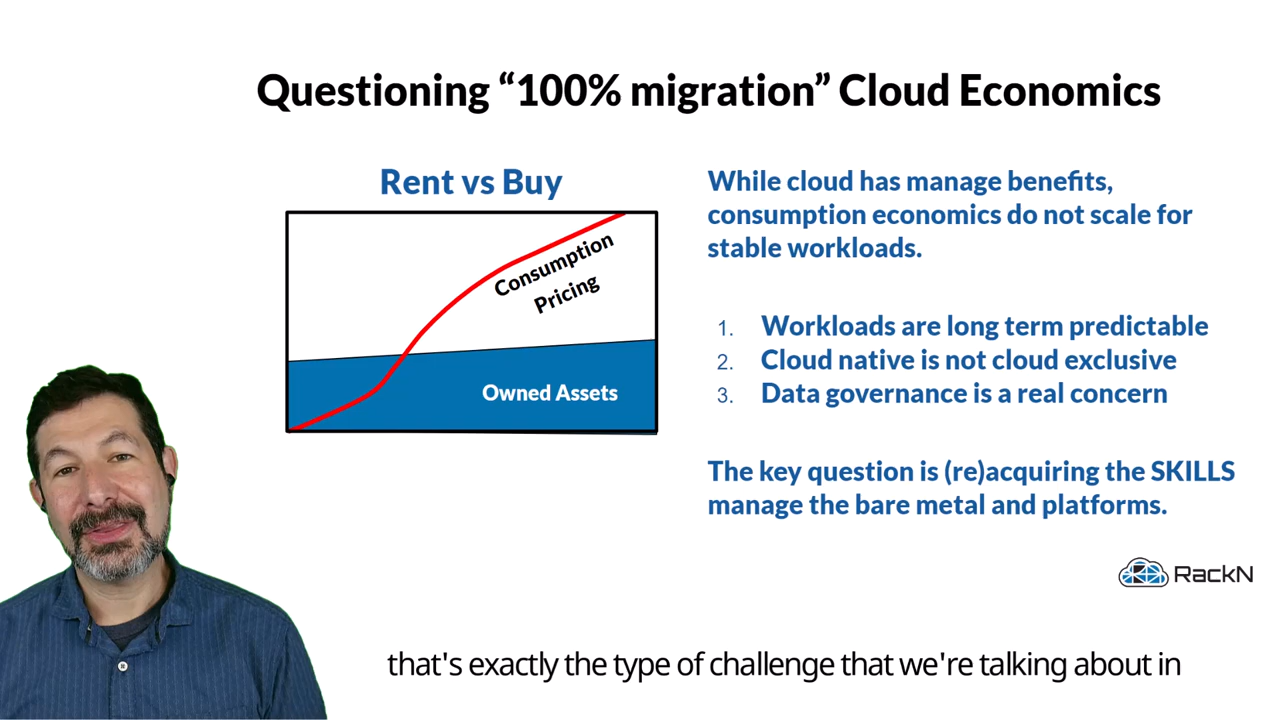 Questioning “100% migration” Cloud Economics
Rent vs Buy
Consumption
Pricing
Owned Assets
While cloud has manage benefits,
consumption economics do not scale for
stable workloads.
1. Workloads are long term predictable
2. Cloud native is not cloud exclusive
3. Data governance is a real concern
The key question is (re)acquiring the SKILLS
manage the bare metal and platforms.
RackN
that's exactly the type of challenge that we're talking about in